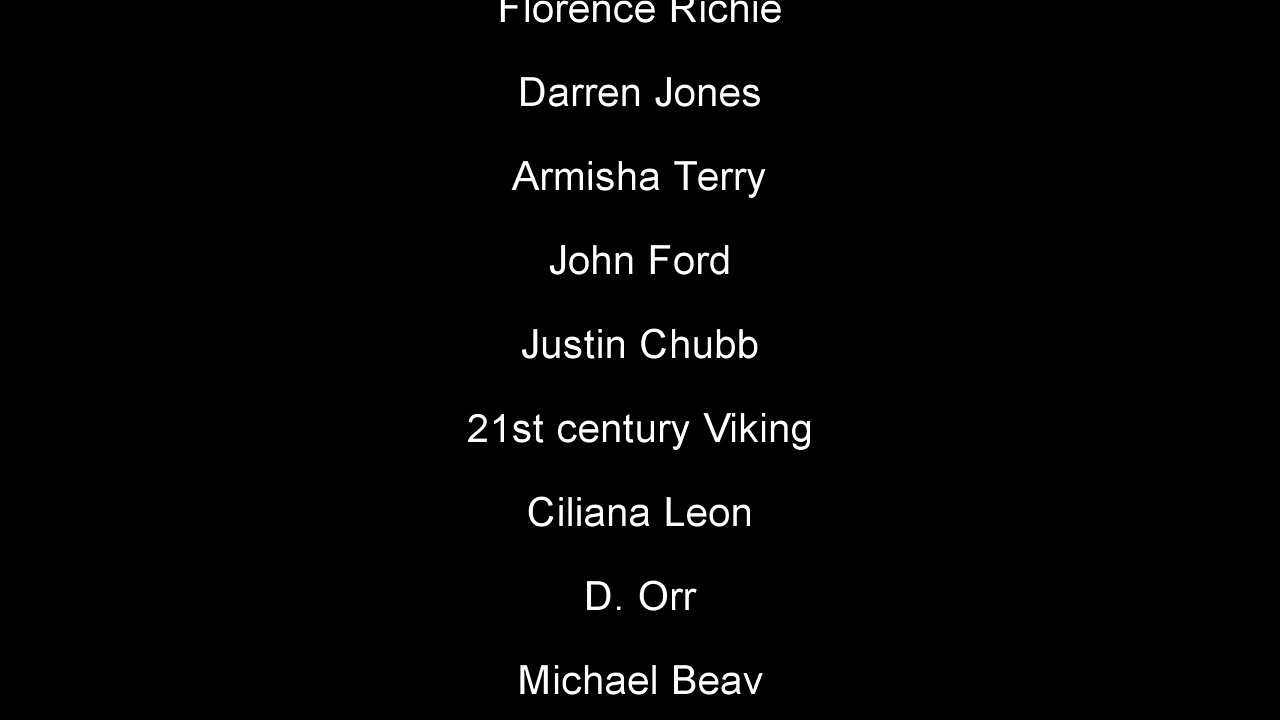 Florence Richie
Darren Jones
Armisha Terry
John Ford
Justin Chubb
21st century Viking
Ciliana Leon
D. Orr
Michael Beav